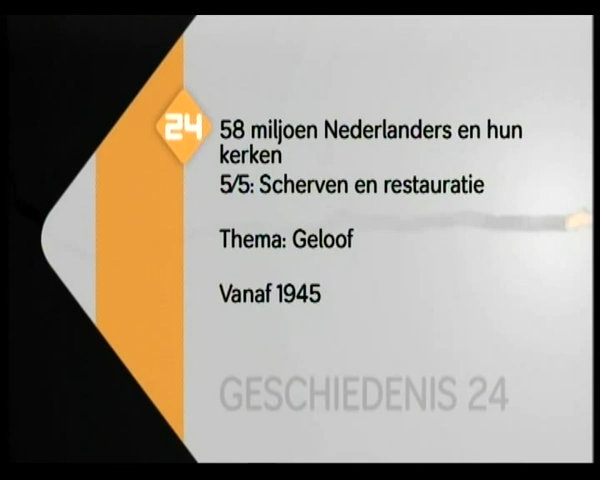 24
58 miljoen Nederlanders en hun
kerken
5/5: Scherven en restauratie
Thema: Geloof
Vanaf 1945
GESCHIEDENIS 24